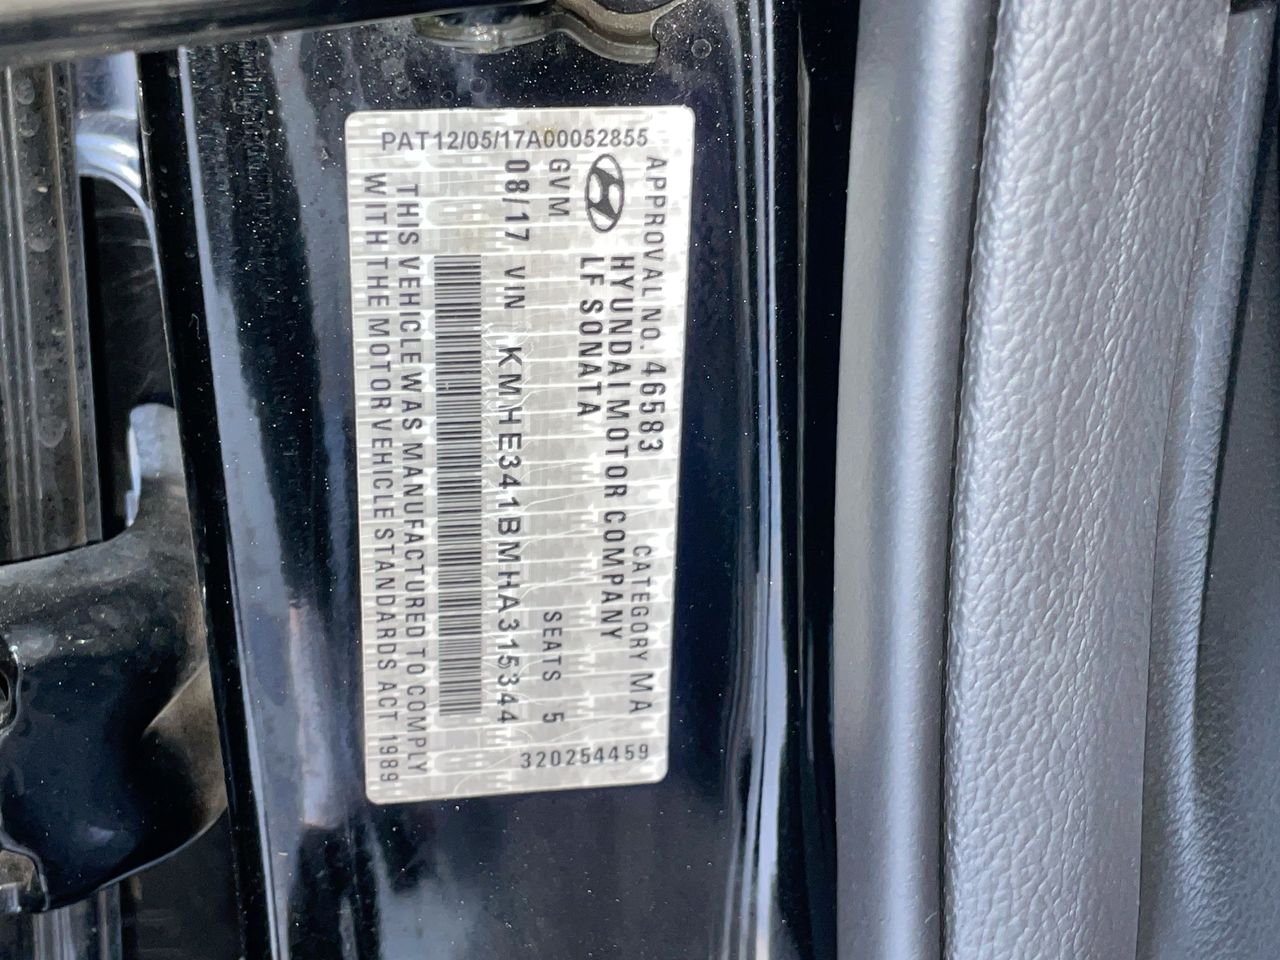 PAT12/05/17A00052855
APPROVAL NO. 46583 CATEGORY MA
HYUNDAI MOTOR COMPANY
LF SONATA
GVM SEATS 5
08/17 VIN KMHE341BMHA315344
THIS VEHICLE WAS MANUFACTURED TO COMPLY
WITH THE MOTOR VEHICLE STANDARDS ACT 1989
320254459